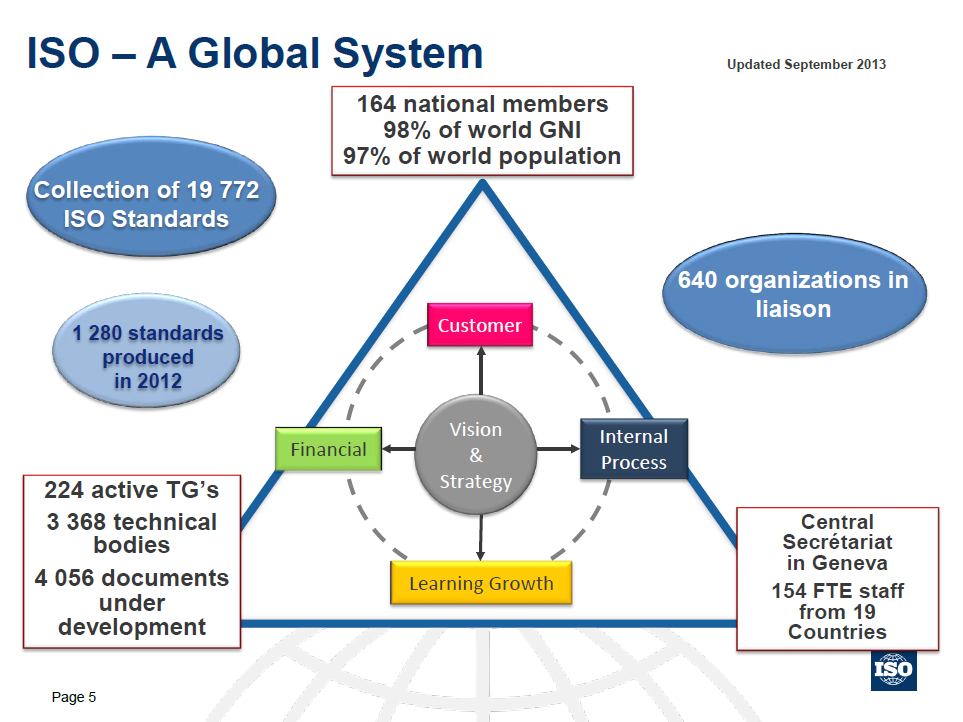 ISO – A Global System
Updated September 2013
164 national members
98% of world GNI
97% of world population
Collection of 19 772
ISO Standards
640 organizations in
liaison
1 280 standards
produced
in 2012
Customer
Financial
Vision
&
Strategy
Internal
Process
Learning Growth
224 active TG’s
3 368 technical
bodies
4 056 documents
under
development
Central
Secrétariat
in Geneva
154 FTE staff
from 19
Countries
ISO
Page 5